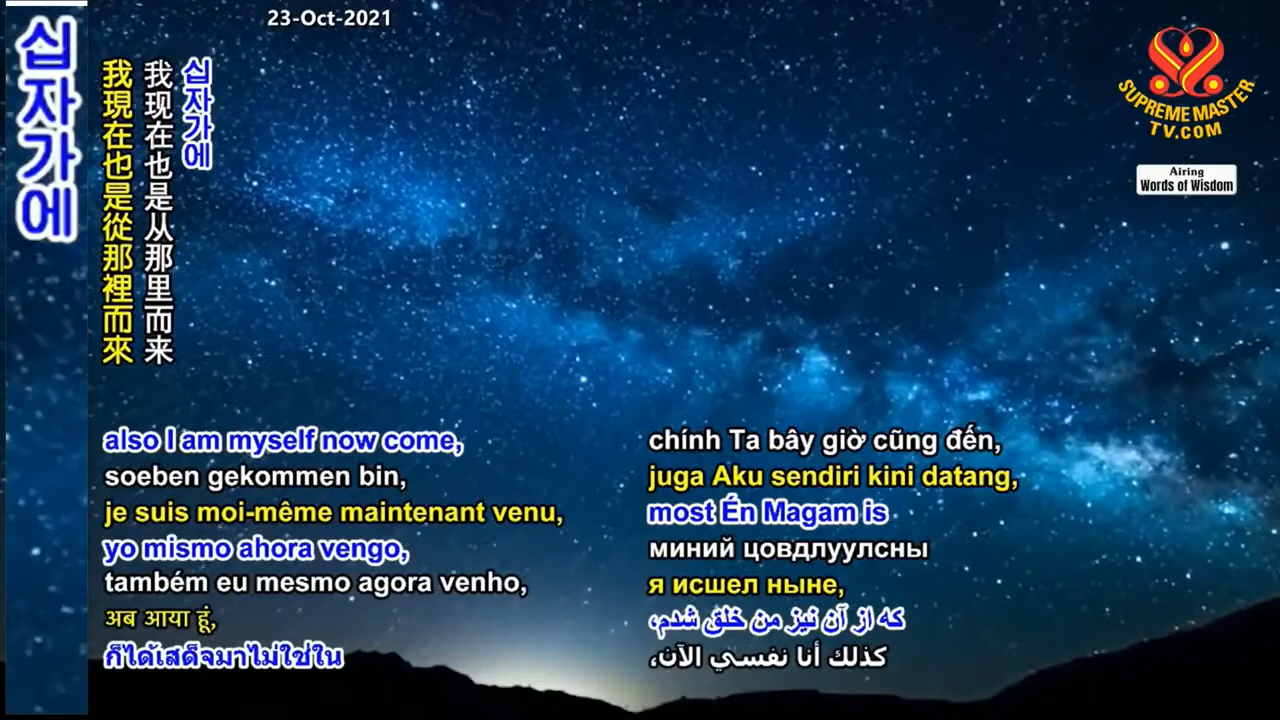 23-Oct-2021
십자가에
我現在也是從那裡而來
我现在也是从那里而来
십자가에
SUPREME MASTER
TV.COM
Airing
Words of Wisdom
also I am myself now come,
soeben gekommen bin,
je suis moi-même maintenant venu,
yo mismo ahora vengo,
também eu mesmo agora venho,
अब आया हूं,
ก็ได้เสด็จมาไม่ใช่ใน
chính Ta bây giờ cũng đến,
juga Aku sendiri kini datang,
most Én Magam is
миний цовдлуулсны
я исшел ныне,
که از آن نیز من خلق شدم،
كذلك أنا نفسي الآن،